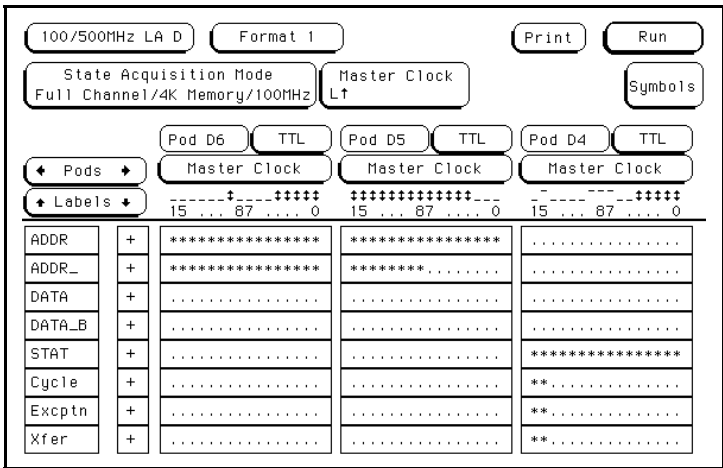 100/500MHz LA D Format 1 Print Run
State Acquisition Mode Master Clock Symbols
Full Channel/4K Memory/100MHz L↑
Pod D6 TTL Pod D5 TTL Pod D4 TTL
← Pods → Master Clock Master Clock Master Clock
↑ Labels ↓
15 ... 87 .... 0 15 ... 87 .... 0 15 ... 87 .... 0
ADDR + **************** **************** ................
ADDR_ + **************** ********........ ................
DATA + ................ ................ ................
DATA_B + ................ ................ ................
STAT + ................ ................ ****************
Cycle + ................ ................ **..............
Excptn + ................ ................ **..............
Xfer + ................ ................ **..............